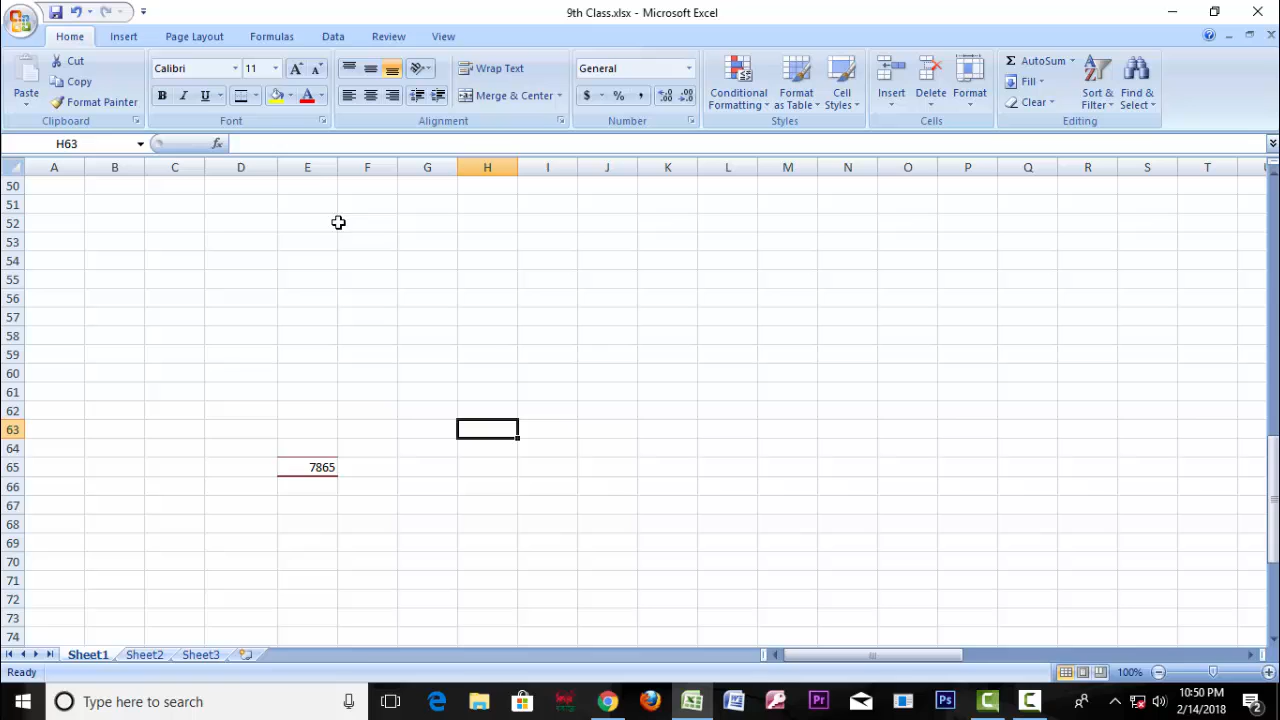 9th Class.xlsx - Microsoft Excel
Home Insert Page Layout Formulas Data Review View
Paste Cut Copy Format Painter
Calibri 11
B I U A
Wrap Text
Merge & Center
General
$ % ,
Conditional Formatting Format as Table Cell Styles
Insert Delete Format
Σ AutoSum Fill Clear
Sort & Filter Find & Select
Clipboard Font Alignment Number Styles Cells Editing
H63 fx
A B C D E F G H I J K L M N O P Q R S T
50
51
52
53
54
55
56
57
58
59
60
61
62
63
64
65 7865
66
67
68
69
70
71
72
73
74
Sheet1 Sheet2 Sheet3
Ready 100%
Type here to search
10:50 PM
2/14/2018
2